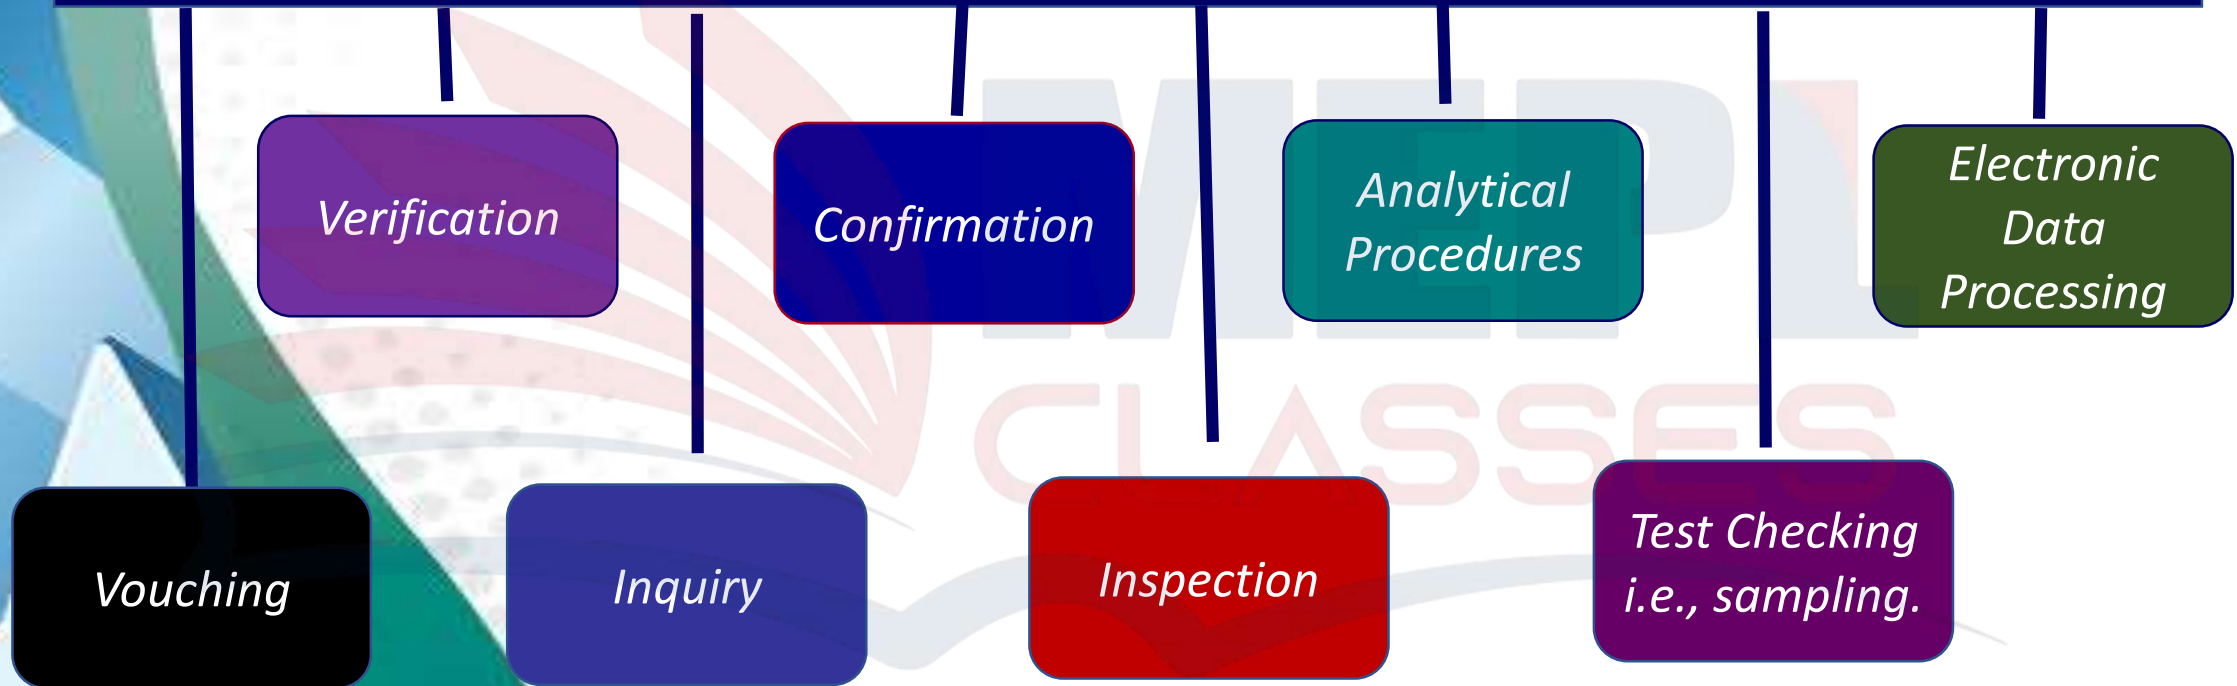 Verification
Confirmation
Analytical
Procedures
Electronic
Data
Processing
Vouching
Inquiry
Inspection
Test Checking
i.e., sampling.
MEPL
CLASSES